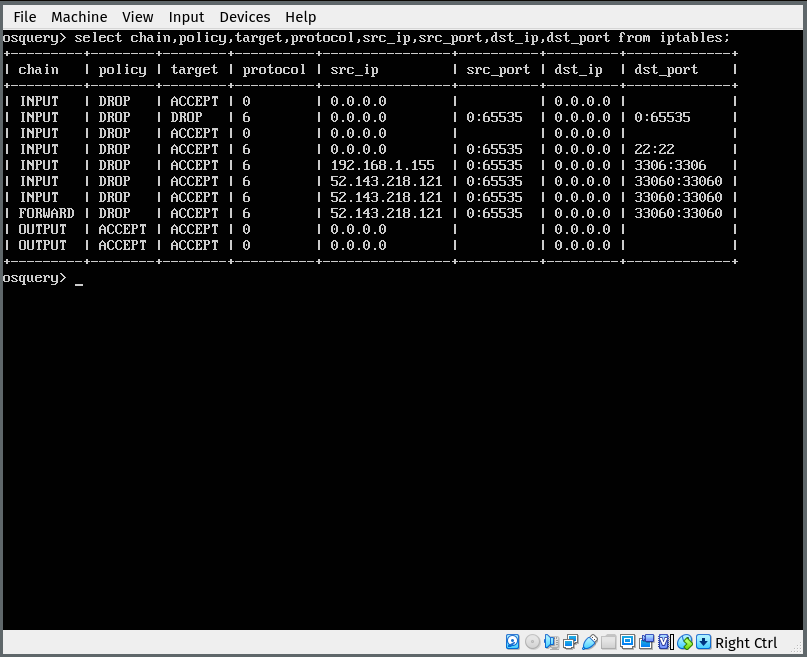 File Machine View Input Devices Help
osquery> select chain,policy,target,protocol,src_ip,src_port,dst_ip,dst_port from iptables;
+---------+--------+--------+----------+----------------+----------+---------+-------------+
| chain | policy | target | protocol | src_ip | src_port | dst_ip | dst_port |
+---------+--------+--------+----------+----------------+----------+---------+-------------+
| INPUT | DROP | ACCEPT | 0 | 0.0.0.0 | | 0.0.0.0 | |
| INPUT | DROP | DROP | 6 | 0.0.0.0 | 0:65535 | 0.0.0.0 | 0:65535 |
| INPUT | DROP | ACCEPT | 0 | 0.0.0.0 | | 0.0.0.0 | |
| INPUT | DROP | ACCEPT | 6 | 0.0.0.0 | 0:65535 | 0.0.0.0 | 22:22 |
| INPUT | DROP | ACCEPT | 6 | 192.168.1.155 | 0:65535 | 0.0.0.0 | 3306:3306 |
| INPUT | DROP | ACCEPT | 6 | 52.143.218.121 | 0:65535 | 0.0.0.0 | 33060:33060 |
| INPUT | DROP | ACCEPT | 6 | 52.143.218.121 | 0:65535 | 0.0.0.0 | 33060:33060 |
| FORWARD | DROP | ACCEPT | 6 | 52.143.218.121 | 0:65535 | 0.0.0.0 | 33060:33060 |
| OUTPUT | ACCEPT | ACCEPT | 0 | 0.0.0.0 | | 0.0.0.0 | |
| OUTPUT | ACCEPT | ACCEPT | 0 | 0.0.0.0 | | 0.0.0.0 | |
+---------+--------+--------+----------+----------------+----------+---------+-------------+
osquery> _
Right Ctrl